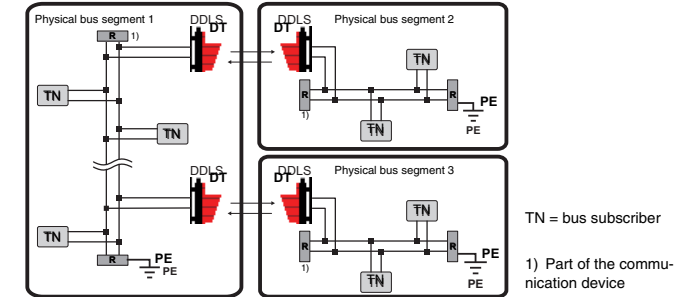 Physical bus segment 1
DDLS
DT
R 1)
TN
TN
DDLS
DT
TN
R
PE
PE
DDLS
DT
Physical bus segment 2
TN
R
R
PE
1)
TN
PE
DDLS
DT
Physical bus segment 3
TN
R
R
PE
1)
TN
PE
TN = bus subscriber
1) Part of the commu-
nication device